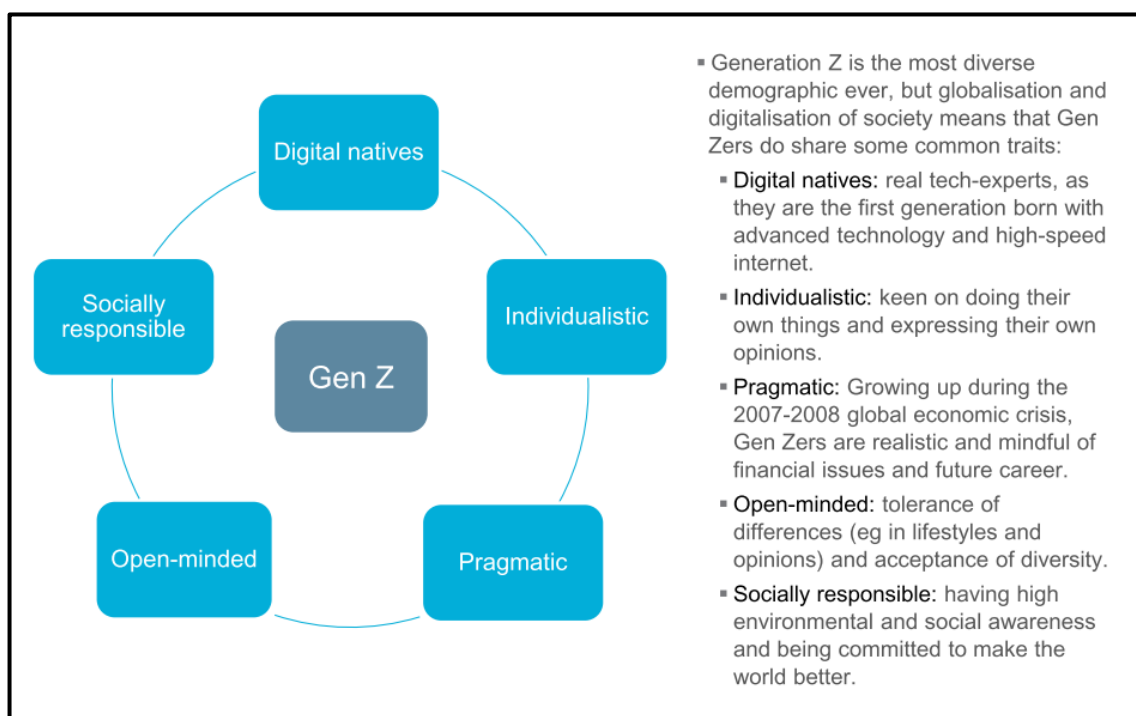 Digital natives
Individualistic
Pragmatic
Open-minded
Socially
responsible
Gen Z
▪ Generation Z is the most diverse
demographic ever, but globalisation and
digitalisation of society means that Gen
Zers do share some common traits:
▪ Digital natives: real tech-experts, as
they are the first generation born with
advanced technology and high-speed
internet.
▪ Individualistic: keen on doing their
own things and expressing their own
opinions.
▪ Pragmatic: Growing up during the
2007-2008 global economic crisis,
Gen Zers are realistic and mindful of
financial issues and future career.
▪ Open-minded: tolerance of
differences (eg in lifestyles and
opinions) and acceptance of diversity.
▪ Socially responsible: having high
environmental and social awareness
and being committed to make the
world better.